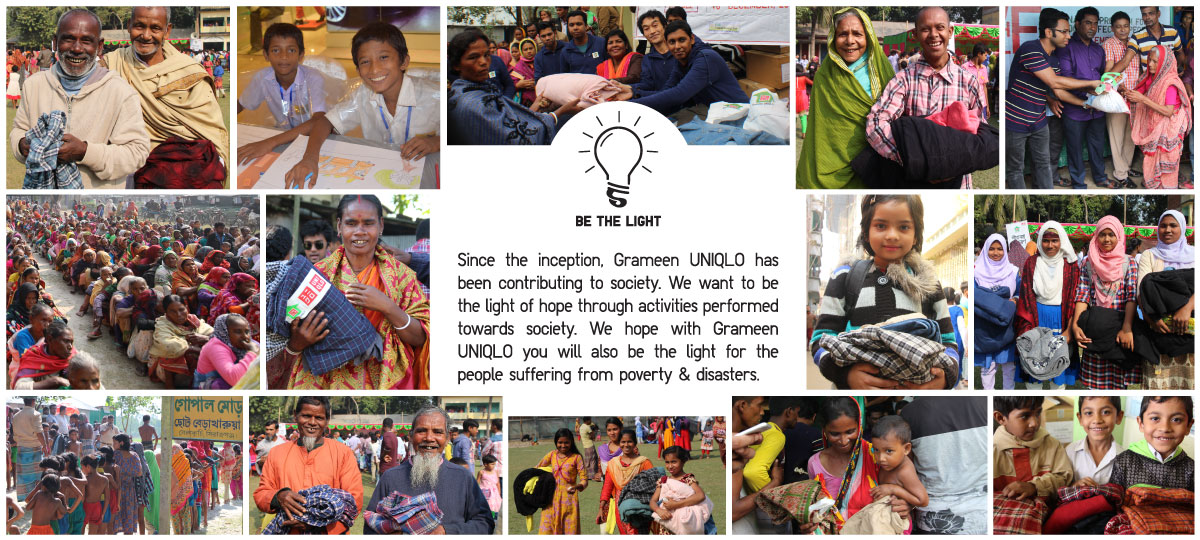 DECEMBER
BE THE LIGHT
Since the inception, Grameen UNIQLO has
been contributing to society. We want to be
the light of hope through activities performed
towards society. We hope with Grameen
UNIQLO you will also be the light for the
people suffering from poverty & disasters.
গোপাল মোড়
ছোট বেড়াখারুয়া